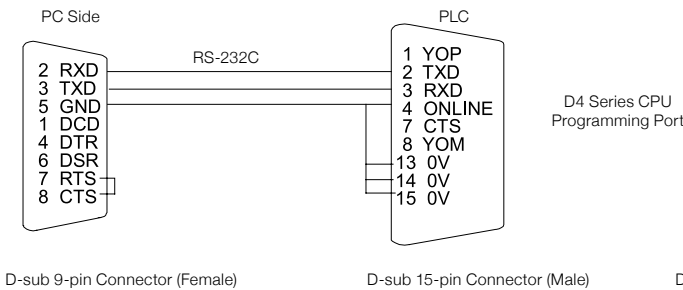 PC Side
PLC
RS-232C
2 RXD
3 TXD
5 GND
1 DCD
4 DTR
6 DSR
7 RTS
8 CTS
1 YOP
2 TXD
3 RXD
4 ONLINE
7 CTS
8 YOM
13 0V
14 0V
15 0V
D4 Series CPU
Programming Port
D-sub 9-pin Connector (Female)
D-sub 15-pin Connector (Male)
D